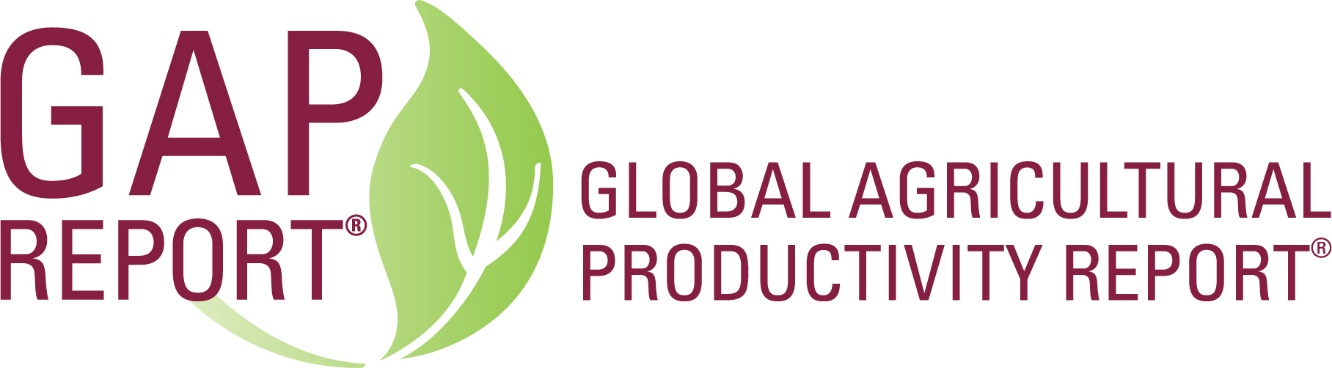 GAP
REPORT®
GLOBAL AGRICULTURAL
PRODUCTIVITY REPORT®